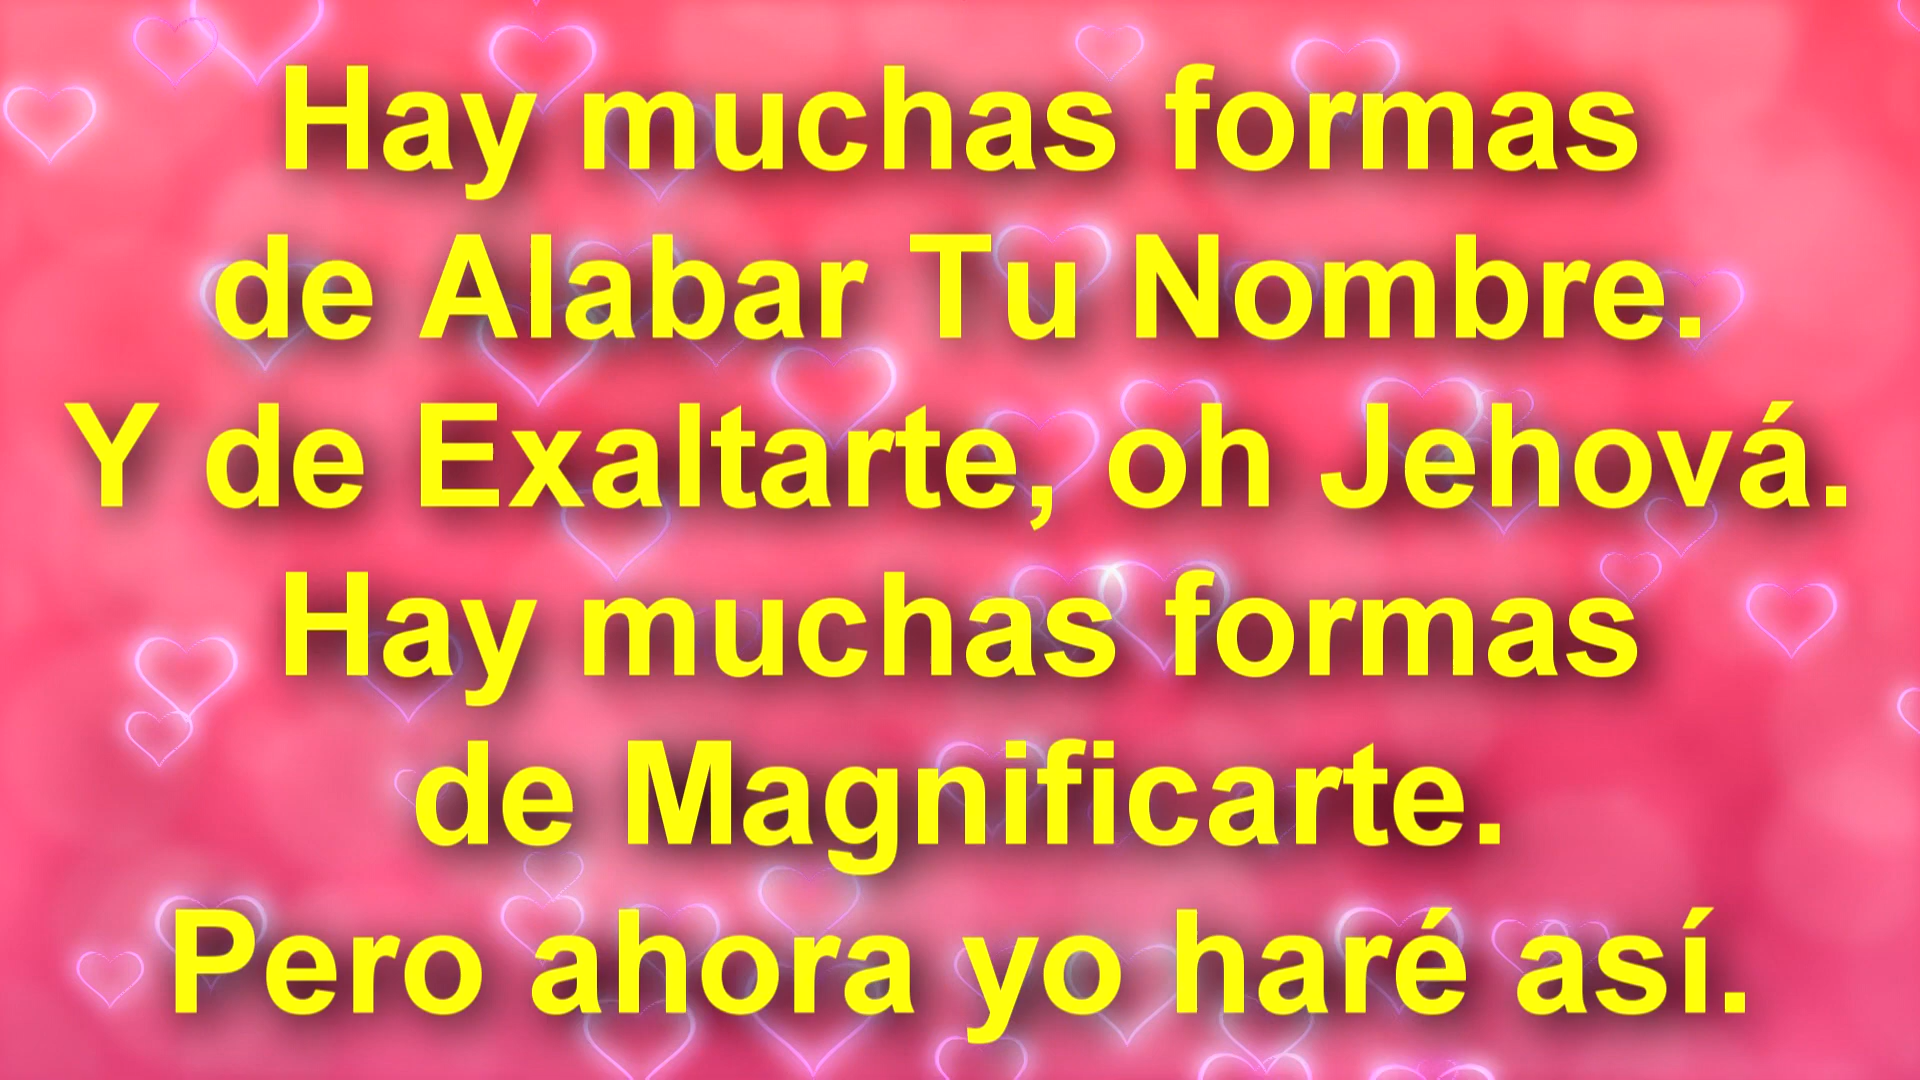 Hay muchas formas
de Alabar Tu Nombre.
Y de Exaltarte, oh Jehová.
Hay muchas formas
de Magnificarte.
Pero ahora yo haré así.